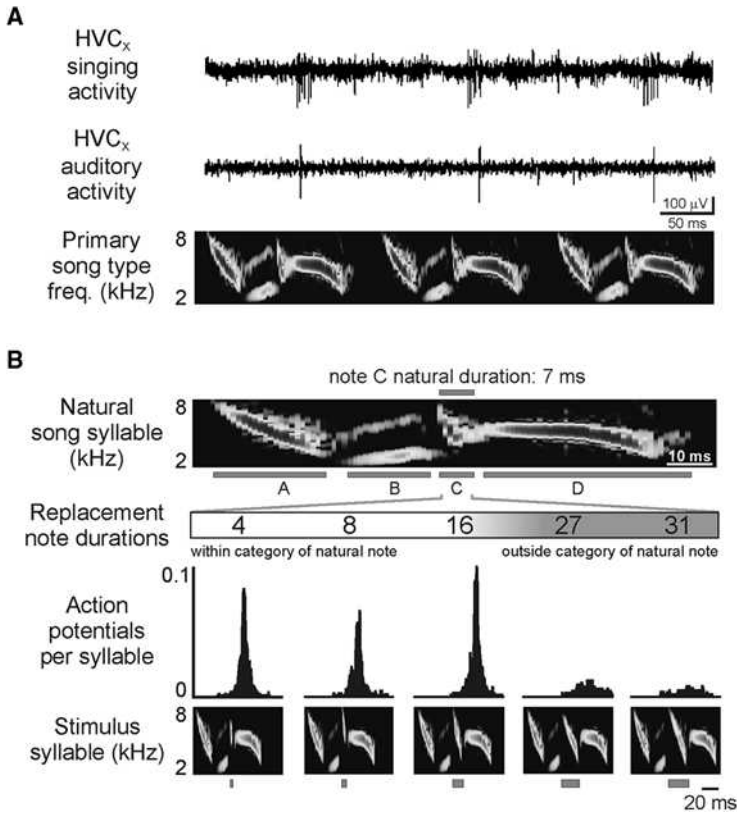 A
HVCx
singing
activity
HVCx
auditory
activity
100 µV
50 ms
Primary
song type
freq. (kHz)
8
2
B
note C natural duration: 7 ms
Natural
song syllable
(kHz)
8
2
10 ms
A B C D
Replacement
note durations
4 8 16 27 31
within category of natural note outside category of natural note
Action
potentials
per syllable
0.1
0
Stimulus
syllable (kHz)
8
2
20 ms